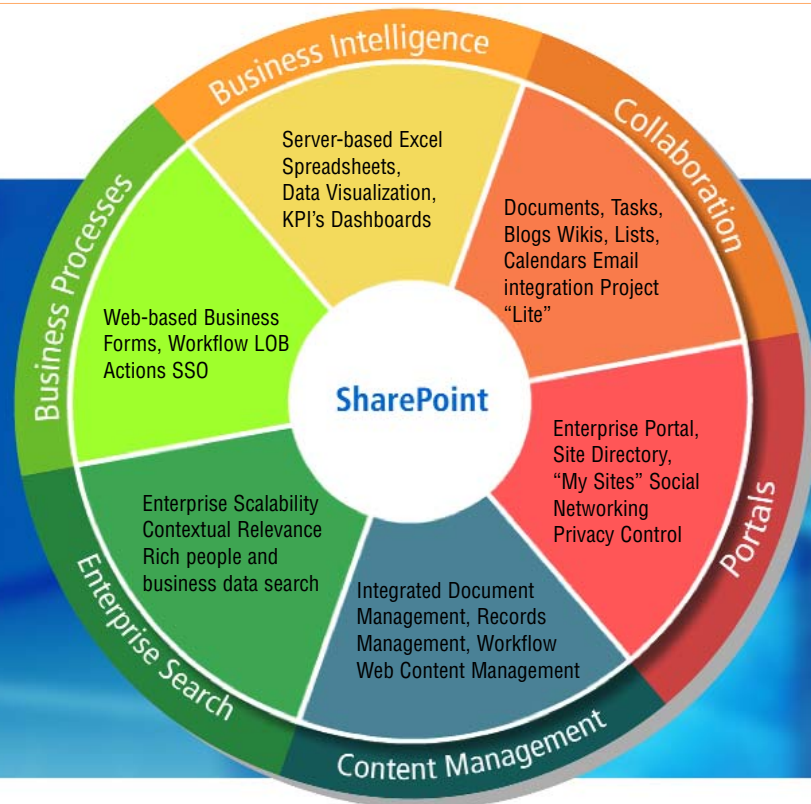 Business Intelligence
Server-based Excel
Spreadsheets,
Data Visualization,
KPI's Dashboards
Collaboration
Documents, Tasks,
Blogs Wikis, Lists,
Calendars Email
integration Project
“Lite”
Portals
Enterprise Portal,
Site Directory,
“My Sites” Social
Networking
Privacy Control
Content Management
Integrated Document
Management, Records
Management, Workflow
Web Content Management
Enterprise Search
Enterprise Scalability
Contextual Relevance
Rich people and
business data search
Business Processes
Web-based Business
Forms, Workflow LOB
Actions SSO
SharePoint